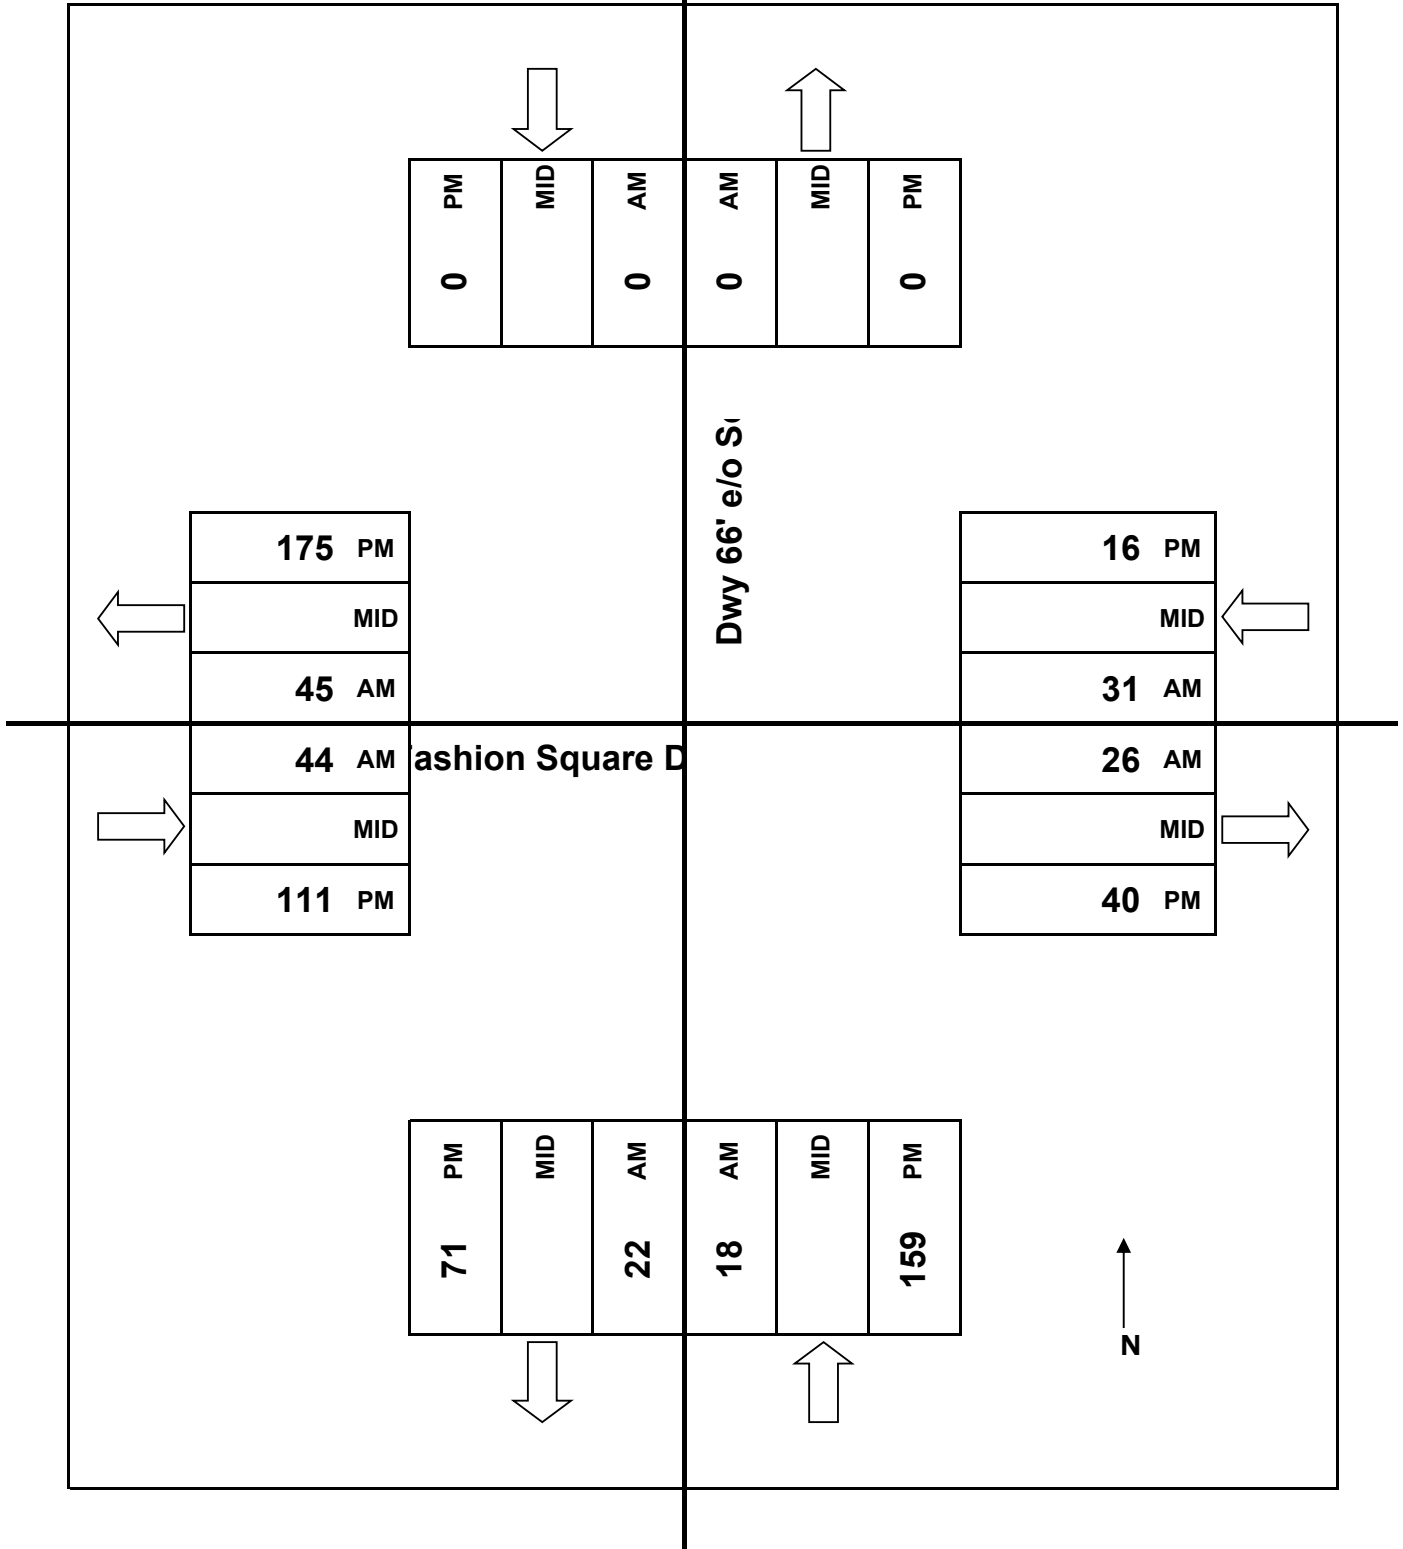 PM MID AM AM MID PM
0 0 0 0
Dwy 66' e/o
175 PM
MID
45 AM
44 AM
MID
111 PM
16 PM
MID
31 AM
26 AM
MID
40 PM
ashion Square D
PM MID AM AM MID PM
71 22 18 159
N